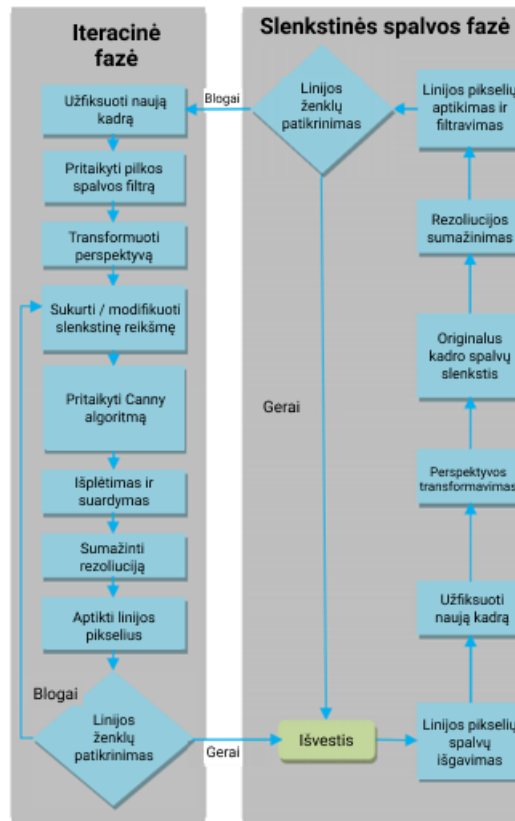 Iteracinė
fazė
Užfiksuoti naują
kadrą
Pritaikyti pilkos
spalvos filtrą
Transformuoti
perspektyvą
Sukurti / modifikuoti
slenkstinę reikšmę
Pritaikyti Canny
algoritmą
Išplėtimas ir
suardymas
Sumažinti
rezoliuciją
Aptikti linijos
pikselius
Blogai
Linijos
ženklų
patikrinimas
Gerai
Slenkstinės spalvos fazė
Blogai
Linijos
ženklų
patikrinimas
Gerai
Išvestis
Linijos pikselių
aptikimas ir
filtravimas
Rezoliucijos
sumažinimas
Originalus
kadro spalvų
slenkstis
Perspektyvos
transformavimas
Užfiksuoti
naują kadrą
Linijos pikselių
spalvų
išgavimas